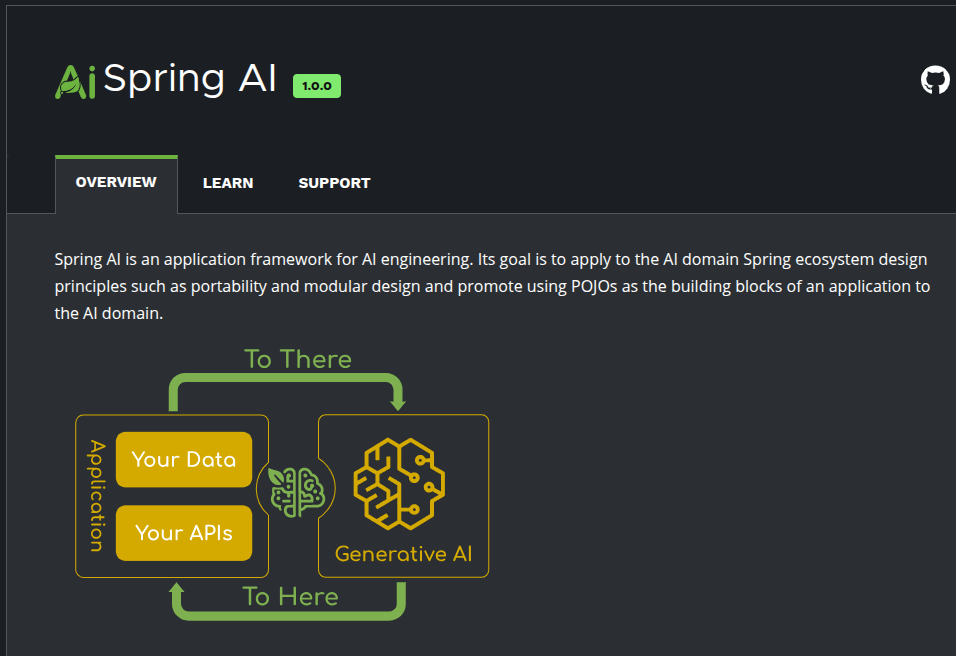 Ai Spring AI 1.0.0
OVERVIEW LEARN SUPPORT
Spring AI is an application framework for AI engineering. Its goal is to apply to the AI domain Spring ecosystem design
principles such as portability and modular design and promote using POJOs as the building blocks of an application to
the AI domain.
To There
Application
Your Data
Your APIs
Generative AI
To Here